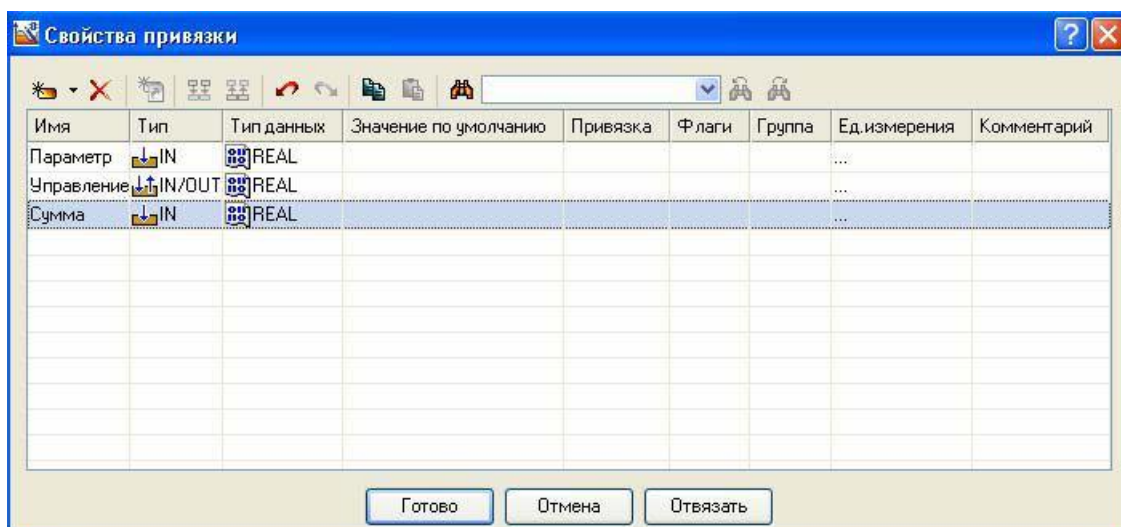 Свойства привязки
Имя Тип Тип данных Значение по умолчанию Привязка Флаги Группа Ед.измерения Комментарий
Параметр IN REAL ...
Управление IN/OUT REAL ...
Сумма IN REAL ...
Готово Отмена Отвязать